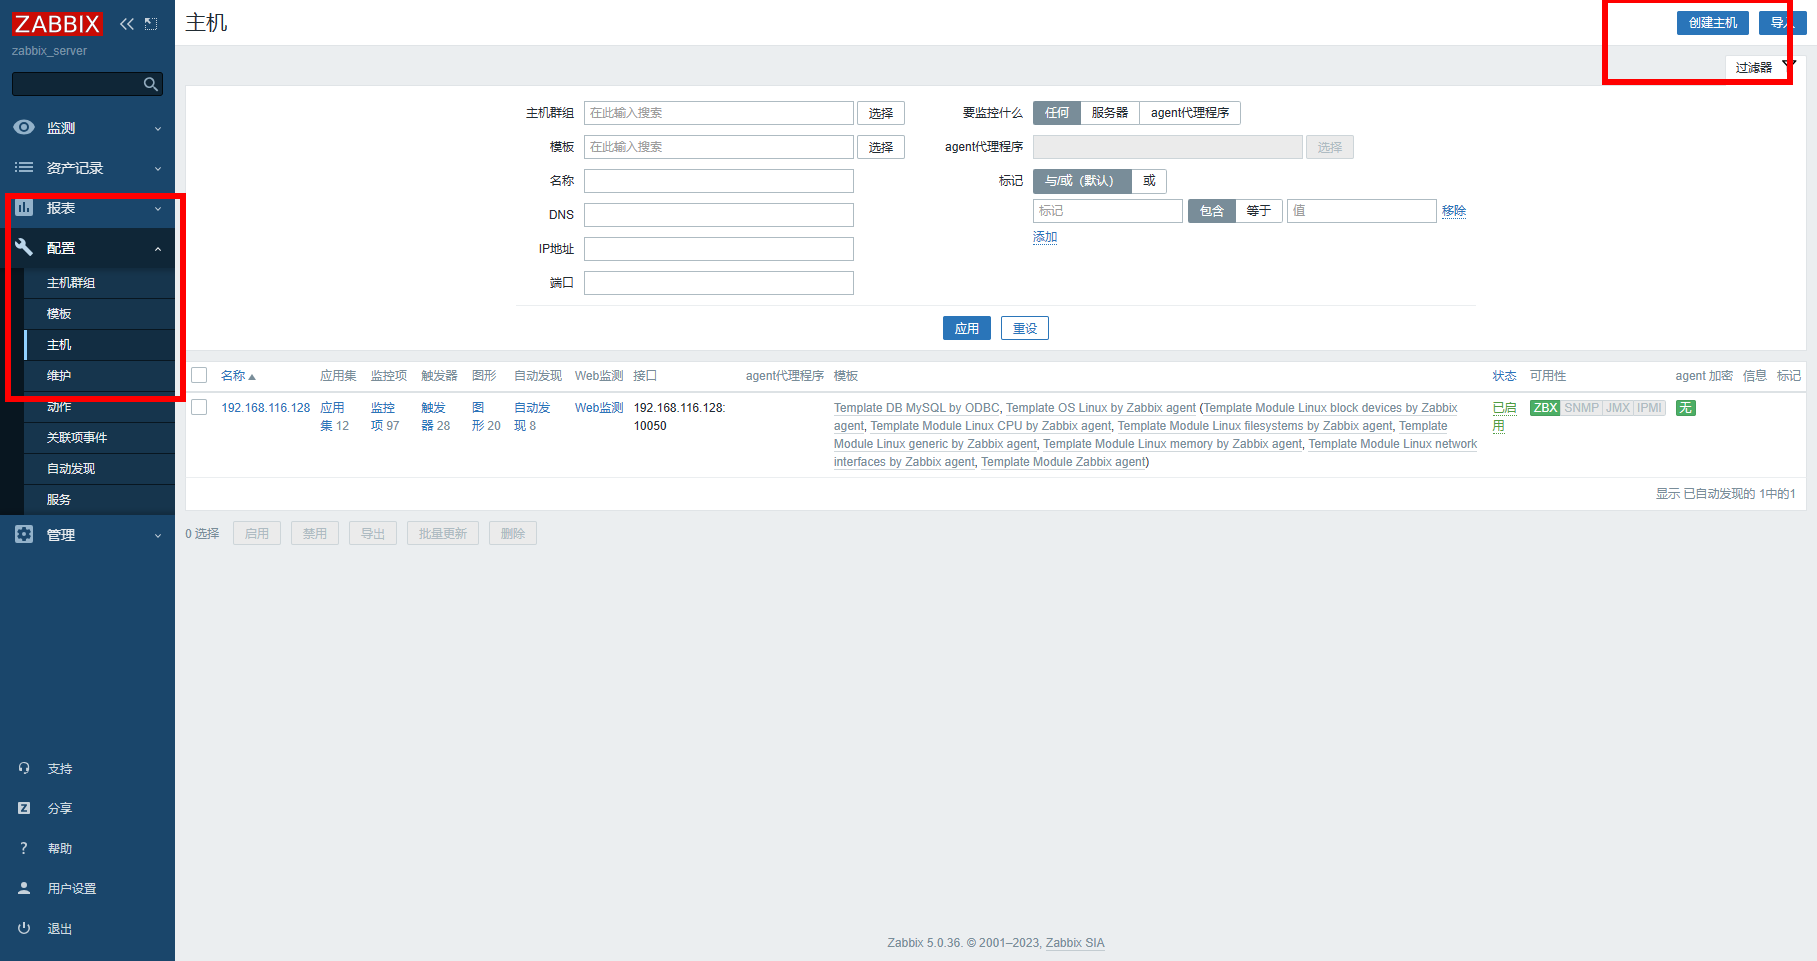 ZABBIX
zabbix_server
监测
资产记录
报表
配置
主机群组
模板
主机
维护
动作
关联项事件
自动发现
服务
管理
支持
分享
帮助
用户设置
退出
主机
创建主机 导入
过滤器
主机群组 在此输入搜索 选择
模板 在此输入搜索 选择
名称
DNS
IP地址
端口
要监控什么 任何 服务器 agent代理程序
agent代理程序 选择
标记 与/或（默认） 或
标记 包含 等于 值 移除
添加
应用 重设
名称 应用集 监控项 触发器 图形 自动发现 Web监测 接口 agent代理程序 模板 状态 可用性 agent 加密 信息 标记
192.168.116.128 应用 监控 触发 图 自动发 Web监测 192.168.116.128: Template DB MySQL by ODBC, Template OS Linux by Zabbix agent (Template Module Linux block devices by Zabbix 已启 ZBX SNMP JMX IPMI 无
集 12 项 97 器 28 形 20 现 8 10050 agent, Template Module Linux CPU by Zabbix agent, Template Module Linux filesystems by Zabbix agent, Template 用
Module Linux generic by Zabbix agent, Template Module Linux memory by Zabbix agent, Template Module Linux network
interfaces by Zabbix agent, Template Module Zabbix agent)
显示 已自动发现的 1中的1
0 选择 启用 禁用 导出 批量更新 删除
Zabbix 5.0.36. © 2001–2023, Zabbix SIA